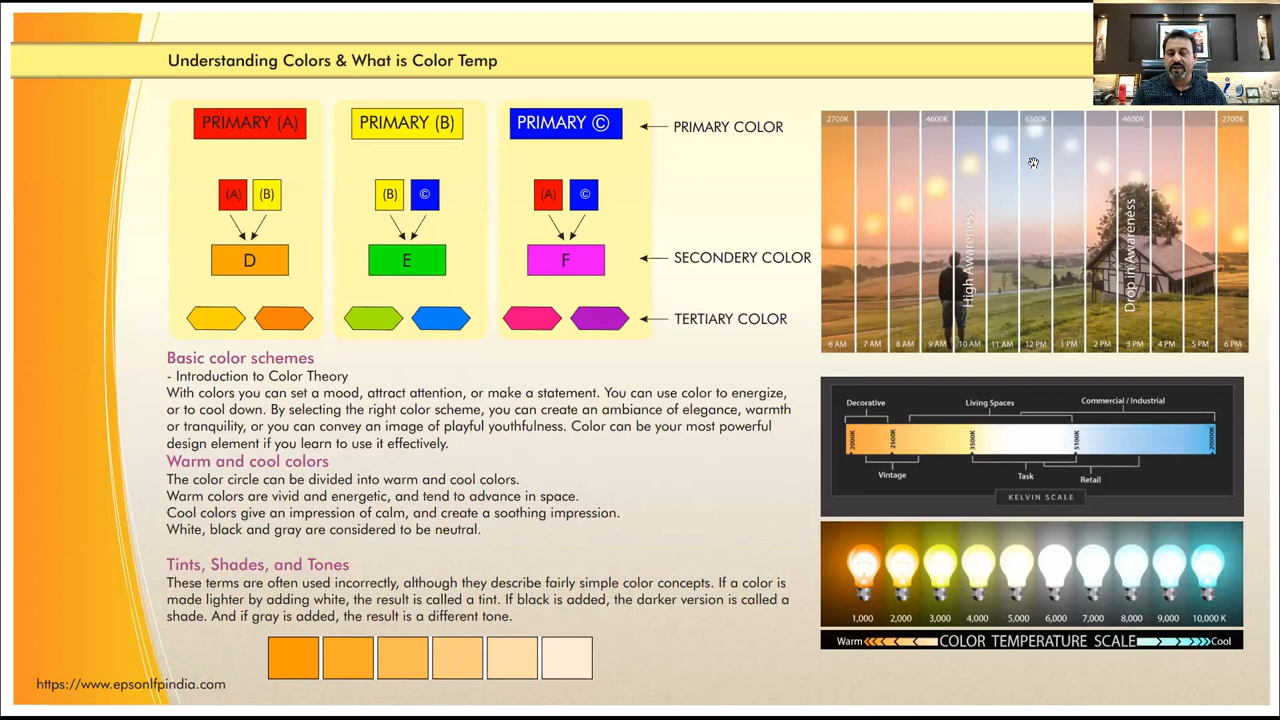 Understanding Colors & What is Color Temp
PRIMARY (A)
PRIMARY (B)
PRIMARY ©
PRIMARY COLOR
(A)
(B)
(B)
©
(A)
©
D
E
F
SECONDERY COLOR
TERTIARY COLOR
Basic color schemes
- Introduction to Color Theory
With colors you can set a mood, attract attention, or make a statement. You can use color to energize,
or to cool down. By selecting the right color scheme, you can create an ambiance of elegance, warmth
or tranquility, or you can convey an image of playful youthfulness. Color can be your most powerful
design element if you learn to use it effectively.
Warm and cool colors
The color circle can be divided into warm and cool colors.
Warm colors are vivid and energetic, and tend to advance in space.
Cool colors give an impression of calm, and create a soothing impression.
White, black and gray are considered to be neutral.
Tints, Shades, and Tones
These terms are often used incorrectly, although they describe fairly simple color concepts. If a color is
made lighter by adding white, the result is called a tint. If black is added, the darker version is called a
shade. And if gray is added, the result is a different tone.
https://www.epsonlfpindia.com
2700K 4600K 6500K 4600K 2700K
High Awareness
Drop in Awareness
6 AM 7 AM 8 AM 9 AM 10 AM 11 AM 12 PM 1 PM 2 PM 3 PM 4 PM 5 PM 6 PM
Decorative Living Spaces Commercial / Industrial
2000K 2500K 3500K 5100K 20000K
Vintage Task Retail
KELVIN SCALE
1,000 2,000 3,000 4,000 5,000 6,000 7,000 8,000 9,000 10,000 K
Warm COLOR TEMPERATURE SCALE Cool